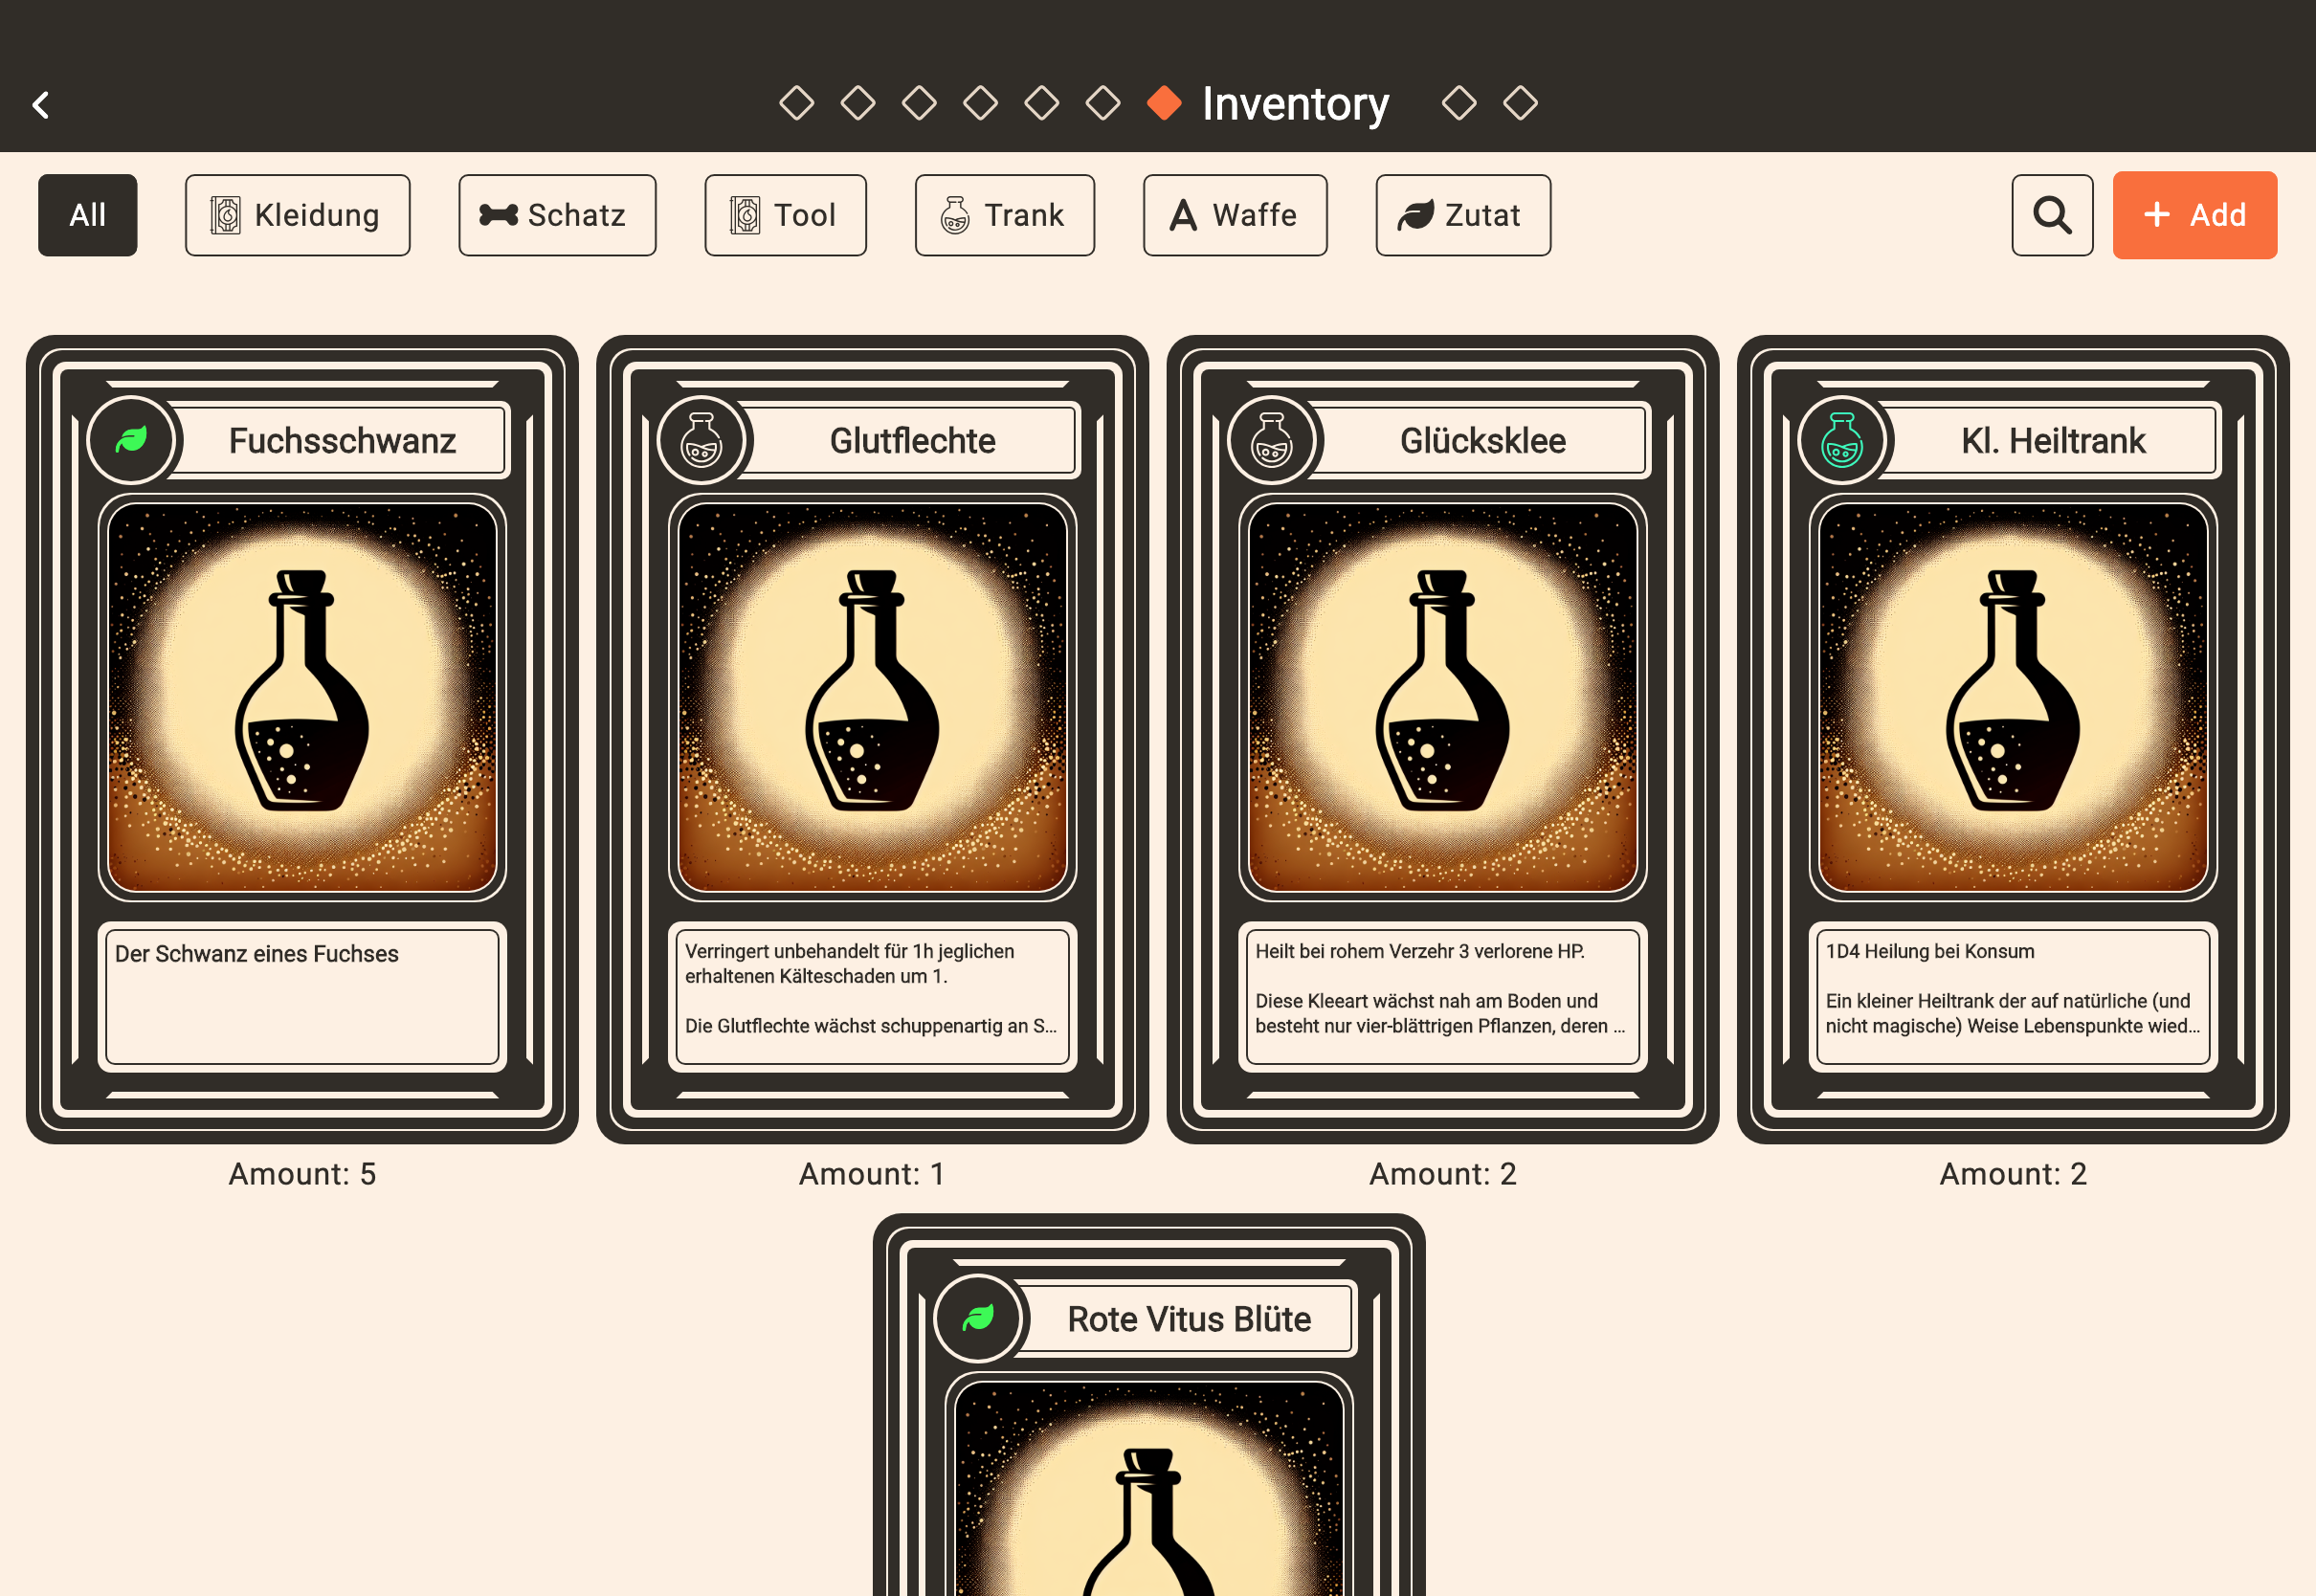 Inventory
All
Kleidung
Schatz
Tool
Trank
Waffe
Zutat
+ Add
Fuchsschwanz
Der Schwanz eines Fuchses
Amount: 5
Glutflechte
Verringert unbehandelt für 1h jeglichen
erhaltenen Kälteschaden um 1.
Die Glutflechte wächst schuppenartig an S...
Amount: 1
Glücksklee
Heilt bei rohem Verzehr 3 verlorene HP.
Diese Kleeart wächst nah am Boden und
besteht nur vier-blättrigen Pflanzen, deren ...
Amount: 2
Kl. Heiltrank
1D4 Heilung bei Konsum
Ein kleiner Heiltrank der auf natürliche (und
nicht magische) Weise Lebenspunkte wied...
Amount: 2
Rote Vitus Blüte